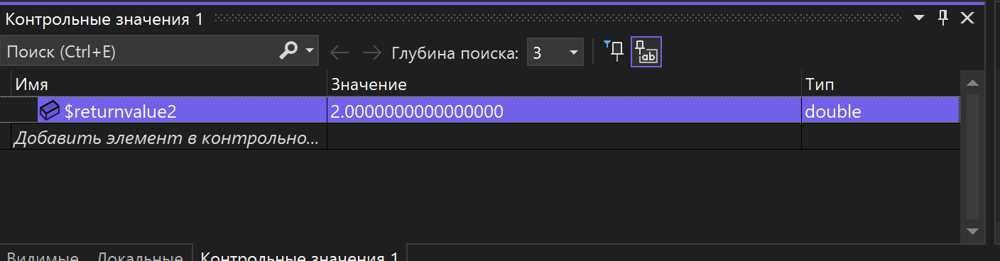 Контрольные значения 1
Поиск (Ctrl+E) Глубина поиска: 3
ab
Имя Значение Тип
$returnvalue2 2.0000000000000000 double
Добавить элемент в контрольно...
Видимые Локальные Контрольные значения 1